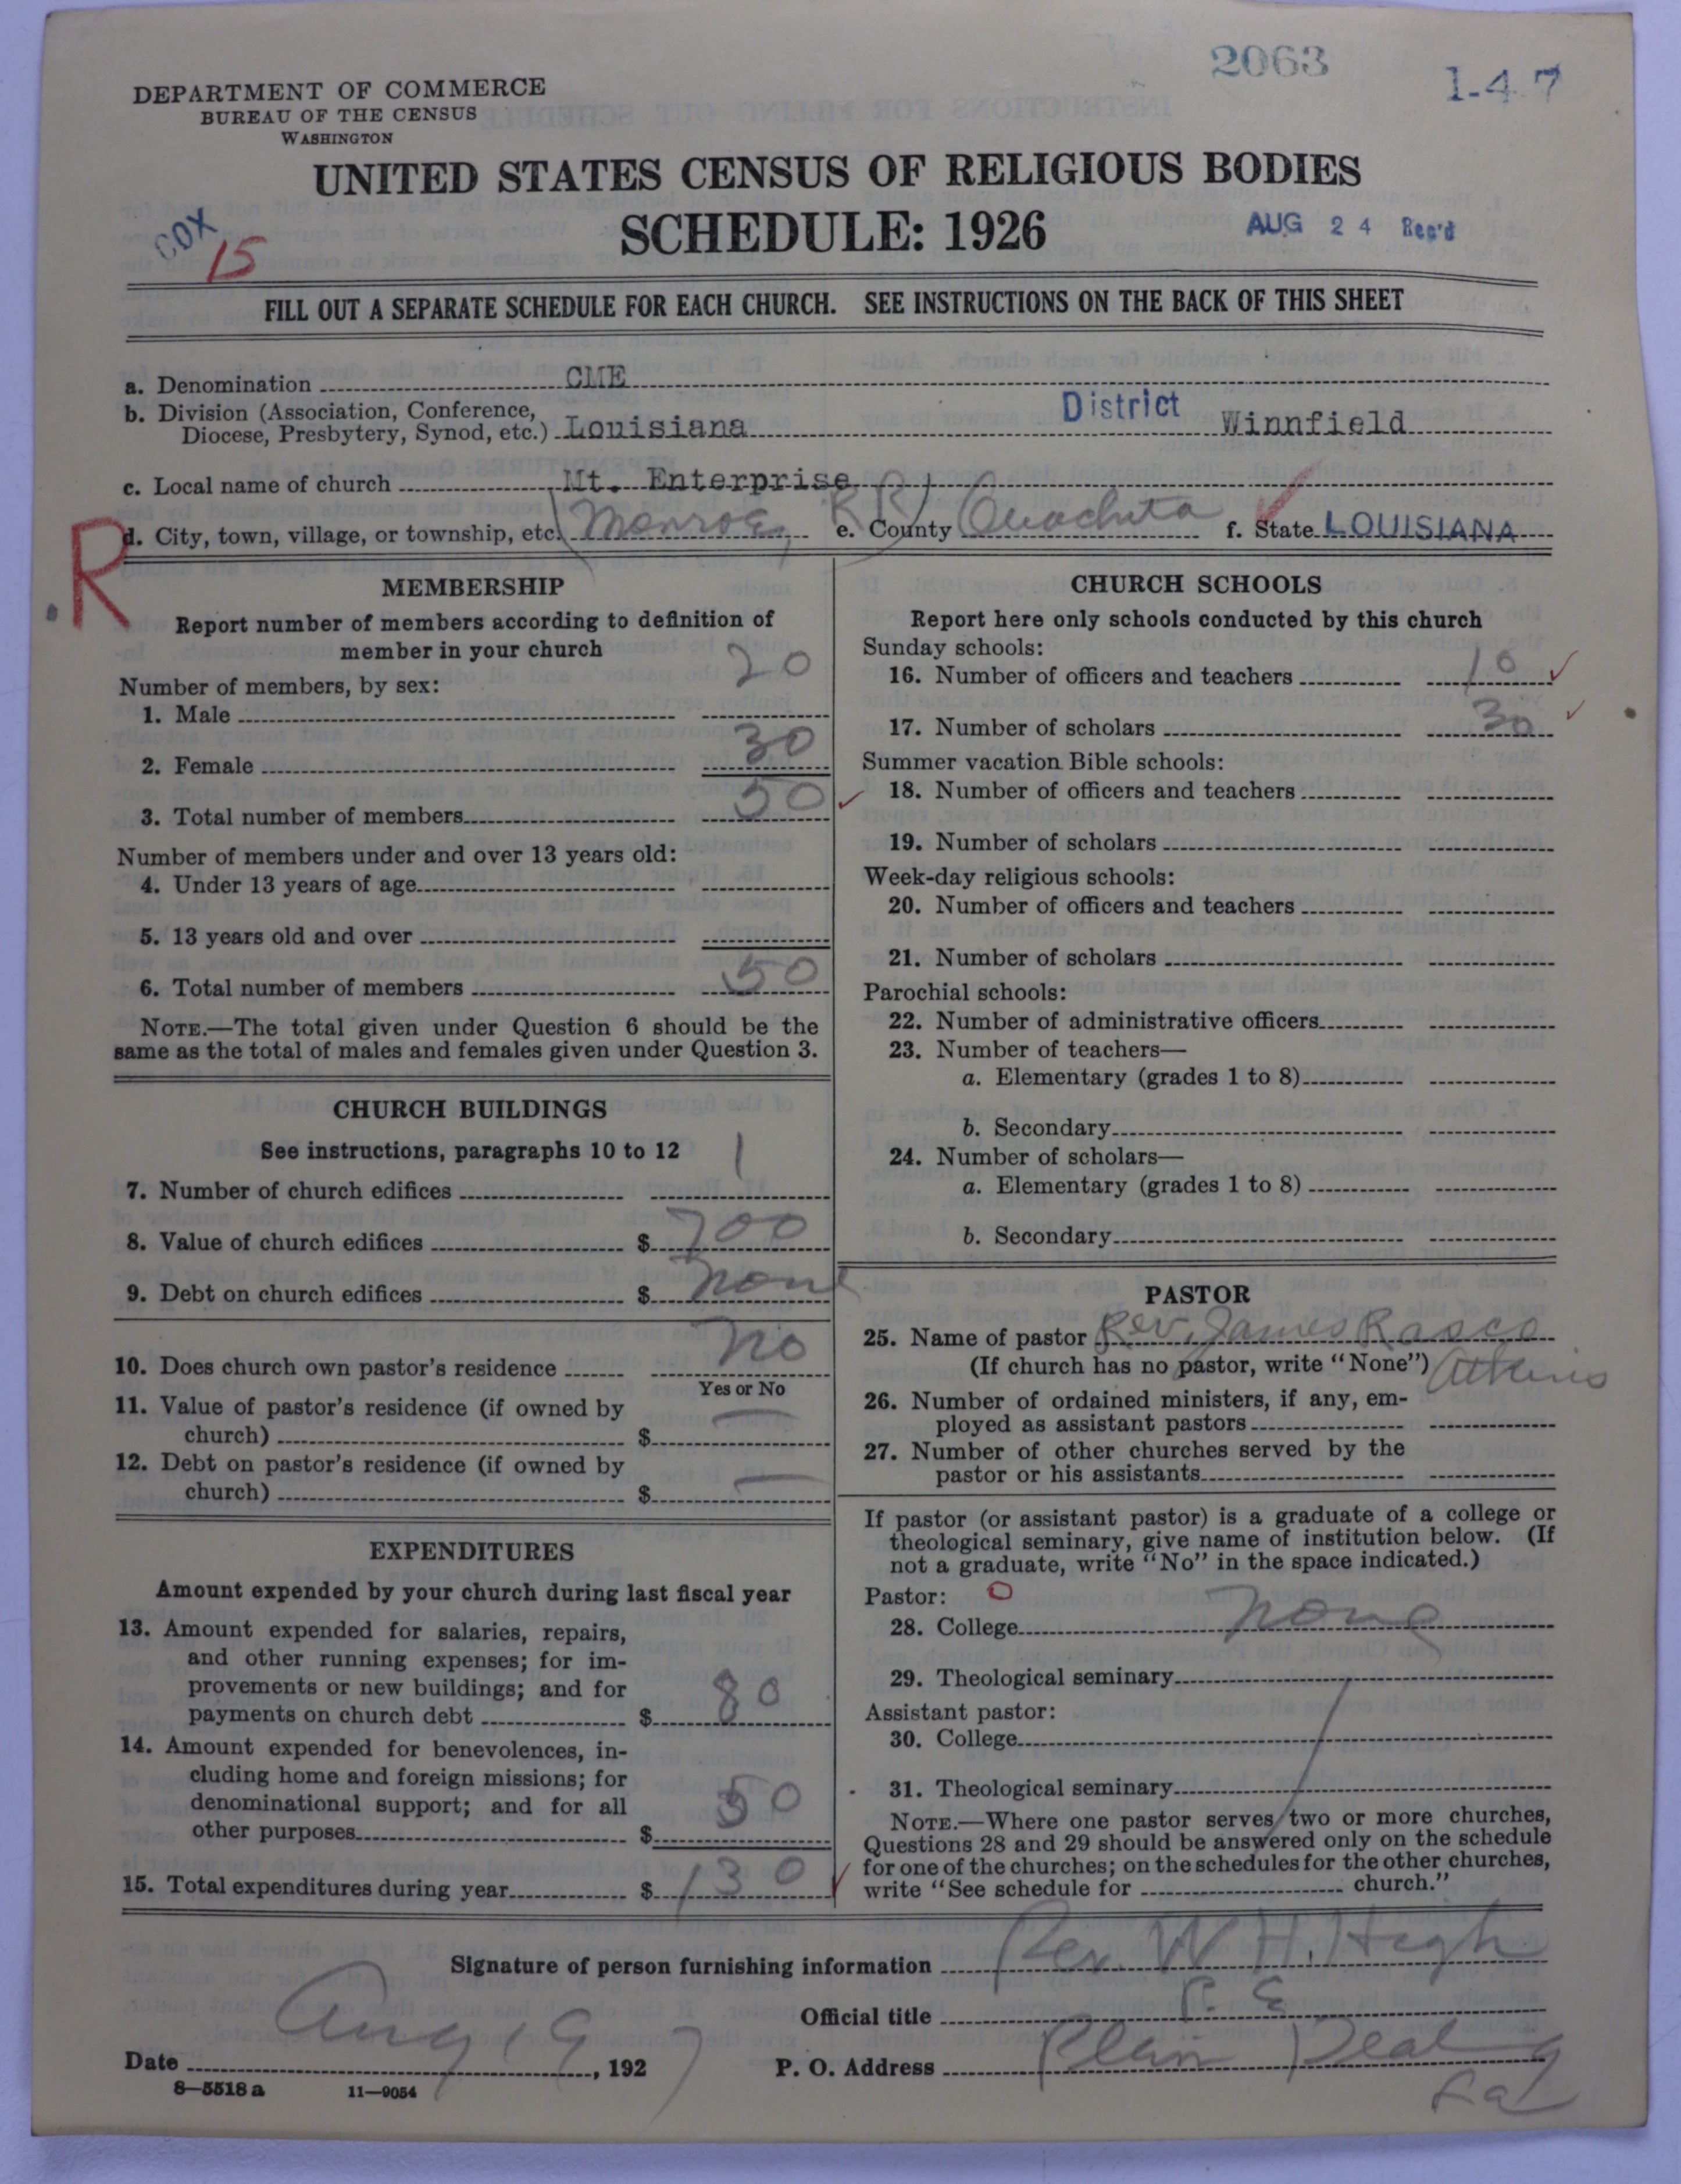 2063
1-4 7
DEPARTMENT OF COMMERCE
BUREAU OF THE CENSUS
WASHINGTON
UNITED STATES CENSUS OF RELIGIOUS BODIES
SCHEDULE: 1926
COX
15
AUG 24 Rec'd
FILL OUT A SEPARATE SCHEDULE FOR EACH CHURCH. SEE INSTRUCTIONS ON THE BACK OF THIS SHEET
a. Denomination CME
b. Division (Association, Conference,
Diocese, Presbytery, Synod, etc.) Louisiana District Winnfield
c. Local name of church Mt. Enterprise
R
d. City, town, village, or township, etc. (Monroe, RR) e. County Ouachita f. State LOUISIANA
MEMBERSHIP
Report number of members according to definition of
member in your church
Number of members, by sex:
1. Male 20
2. Female 30
3. Total number of members 50
Number of members under and over 13 years old:
4. Under 13 years of age
5. 13 years old and over
6. Total number of members 50
NOTE.—The total given under Question 6 should be the
same as the total of males and females given under Question 3.
CHURCH BUILDINGS
See instructions, paragraphs 10 to 12
7. Number of church edifices 1
8. Value of church edifices $ 700
9. Debt on church edifices $ none
10. Does church own pastor's residence no
Yes or No
11. Value of pastor's residence (if owned by
church) $ —
12. Debt on pastor's residence (if owned by
church) $ —
EXPENDITURES
Amount expended by your church during last fiscal year
13. Amount expended for salaries, repairs,
and other running expenses; for im-
provements or new buildings; and for
payments on church debt $ 80
14. Amount expended for benevolences, in-
cluding home and foreign missions; for
denominational support; and for all
other purposes $ 50
15. Total expenditures during year $ 130
CHURCH SCHOOLS
Report here only schools conducted by this church
Sunday schools:
16. Number of officers and teachers 10
17. Number of scholars 30
Summer vacation Bible schools:
18. Number of officers and teachers
19. Number of scholars
Week-day religious schools:
20. Number of officers and teachers
21. Number of scholars
Parochial schools:
22. Number of administrative officers
23. Number of teachers—
a. Elementary (grades 1 to 8)
b. Secondary
24. Number of scholars—
a. Elementary (grades 1 to 8)
b. Secondary
PASTOR
25. Name of pastor Rev. James Rasco
(If church has no pastor, write "None") Atkins
26. Number of ordained ministers, if any, em-
ployed as assistant pastors
27. Number of other churches served by the
pastor or his assistants
If pastor (or assistant pastor) is a graduate of a college or
theological seminary, give name of institution below. (If
not a graduate, write "No" in the space indicated.)
Pastor: 0
28. College none
29. Theological seminary
Assistant pastor:
30. College
31. Theological seminary
NOTE.—Where one pastor serves two or more churches,
Questions 28 and 29 should be answered only on the schedule
for one of the churches; on the schedules for the other churches,
write "See schedule for church."
Signature of person furnishing information Rev. W H. High
Official title P. E
Date Aug 19, 1927 P. O. Address Plain Dealing
La
8—5518 a 11—9054